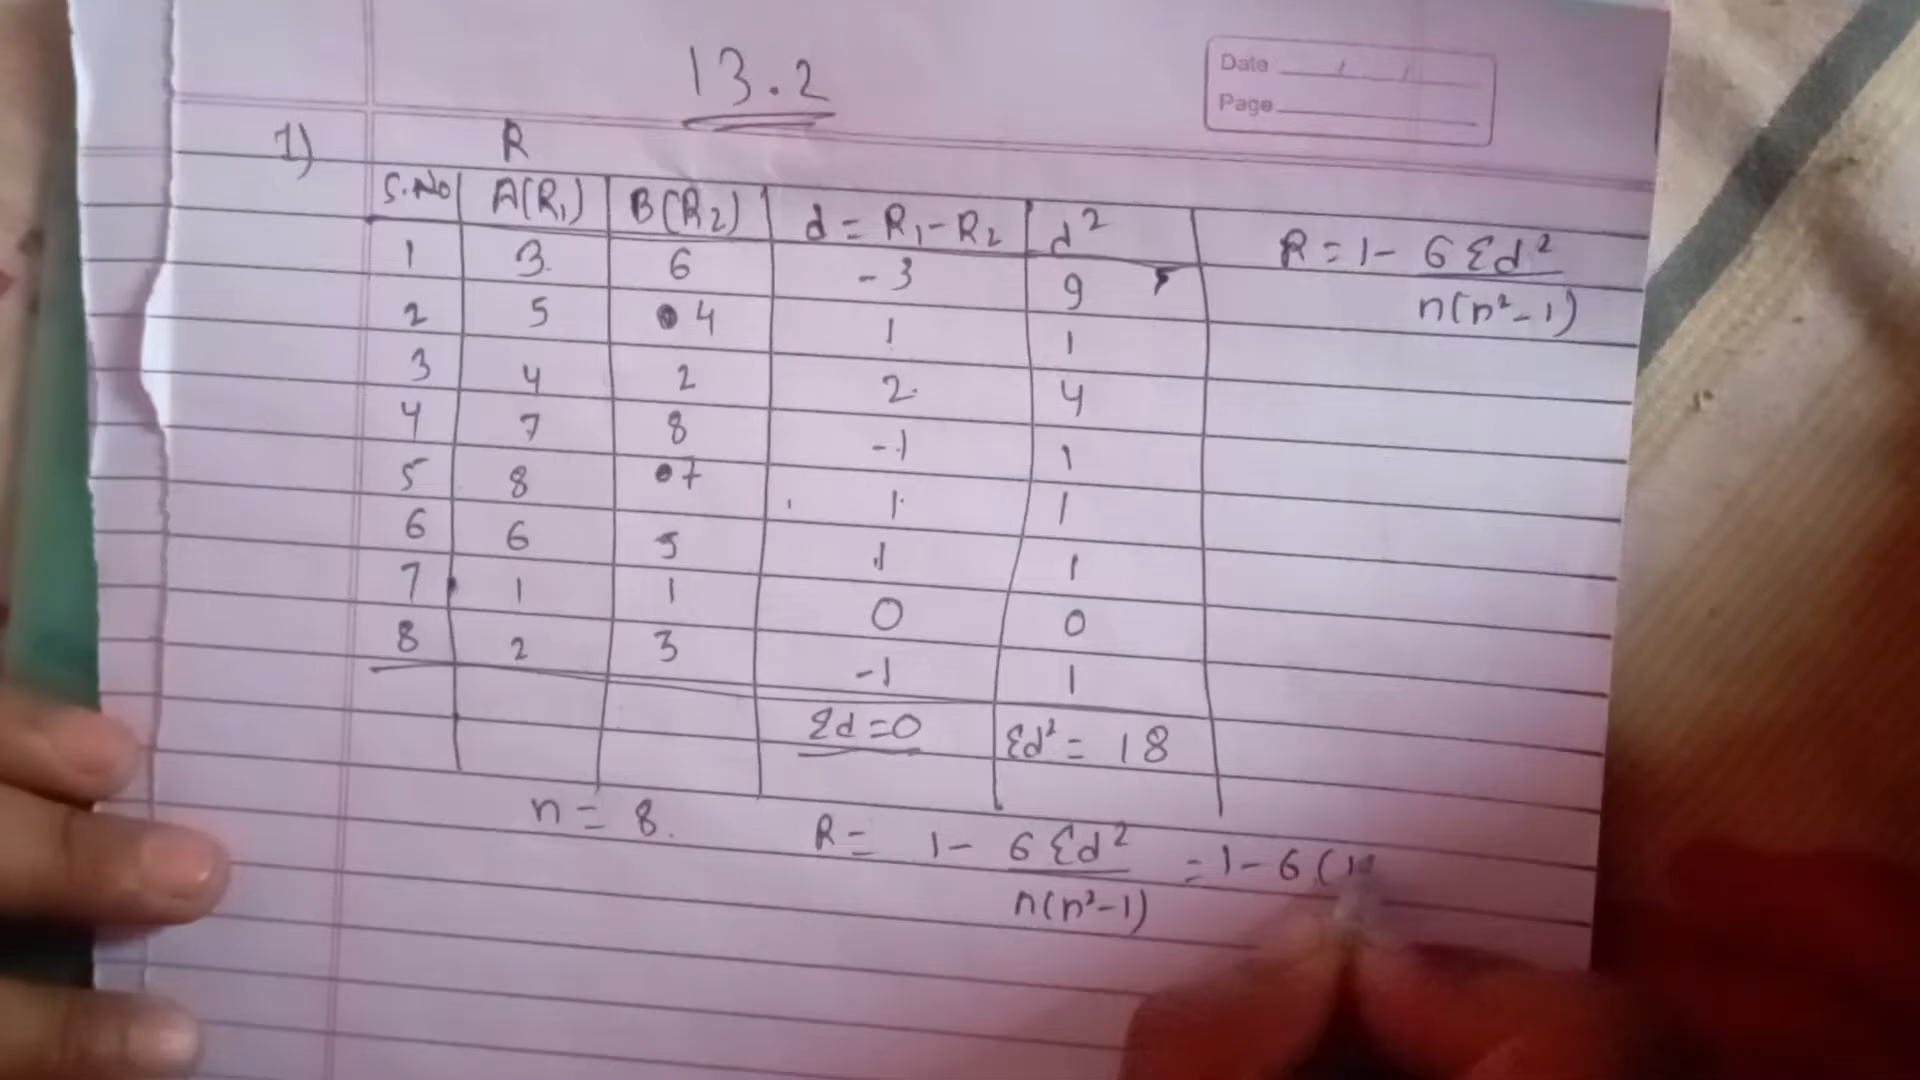 13.2
Date / /
Page
1) R
S.No A(R₁) B(R₂) d = R₁-R₂ d²
R = 1 - 6Σd² / n(n²-1)
1 3 6 -3 9
2 5 4 1 1
3 4 2 2 4
4 7 8 -1 1
5 8 7 1 1
6 6 5 1 1
7 1 1 0 0
8 2 3 -1 1
Σd=0 Σd² = 18
n = 8. R = 1 - 6Σd² / n(n²-1) = 1 - 6(1